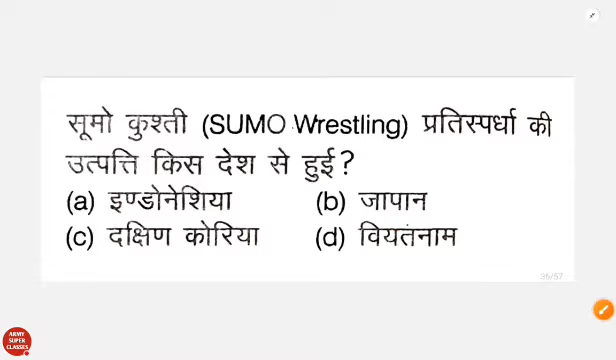 सूमो कुश्ती (SUMO Wrestling) प्रतिस्पर्धा की
उत्पत्ति किस देश से हुई?
(a) इण्डोनेशिया (b) जापान
(c) दक्षिण कोरिया (d) वियतनाम
36/57
ARMY
SUPER
CLASSES